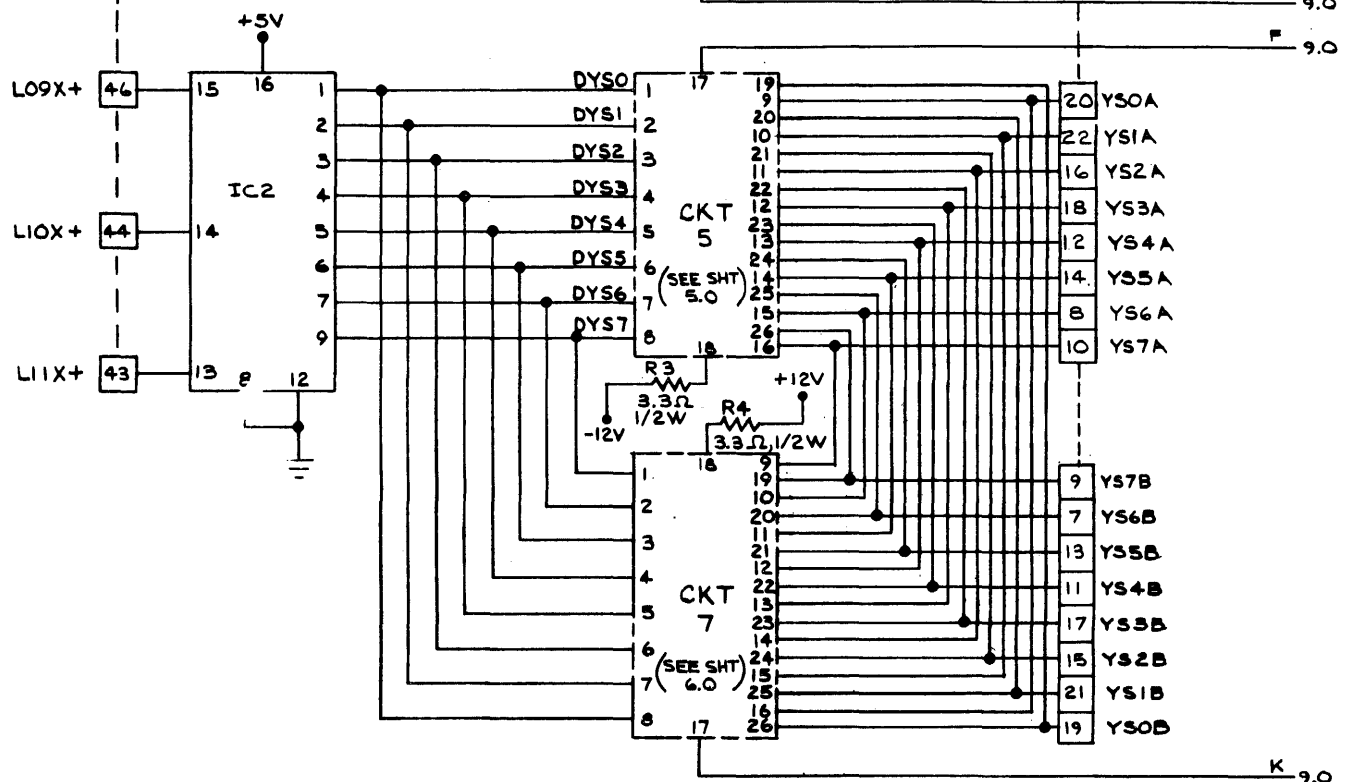 9.0
+5V
F 9.0
L09X+ 46 15 16 1 DYS0 1 17 19
9 20 YS0A
2 DYS1 2 20
10 22 YS1A
3 DYS2 3 21
11 16 YS2A
IC2 4 DYS3 4 22
CKT 12 18 YS3A
L10X+ 44 14 5 DYS4 5 5 23
13 12 YS4A
6 DYS5 6 24
(SEE SHT 14 14 YS5A
5.0)
7 DYS6 7 25
15 8 YS6A
9 DYS7 8 26
18 16 10 YS7A
L11X+ 43 13 8 12
R3 +12V
3.3Ω
1/2W
R4
-12V 3.3Ω, 1/2W
18 9
1 19 9 YS7B
10
2 20 7 YS6B
11
3 21 13 YS5B
12
4 22 11 YS4B
CKT
7 13
5 23 17 YS3B
14
6 24 15 YS2B
(SEE SHT
6.0)
15
7 25 21 YS1B
16
8 17 26 19 YS0B
K 9.0